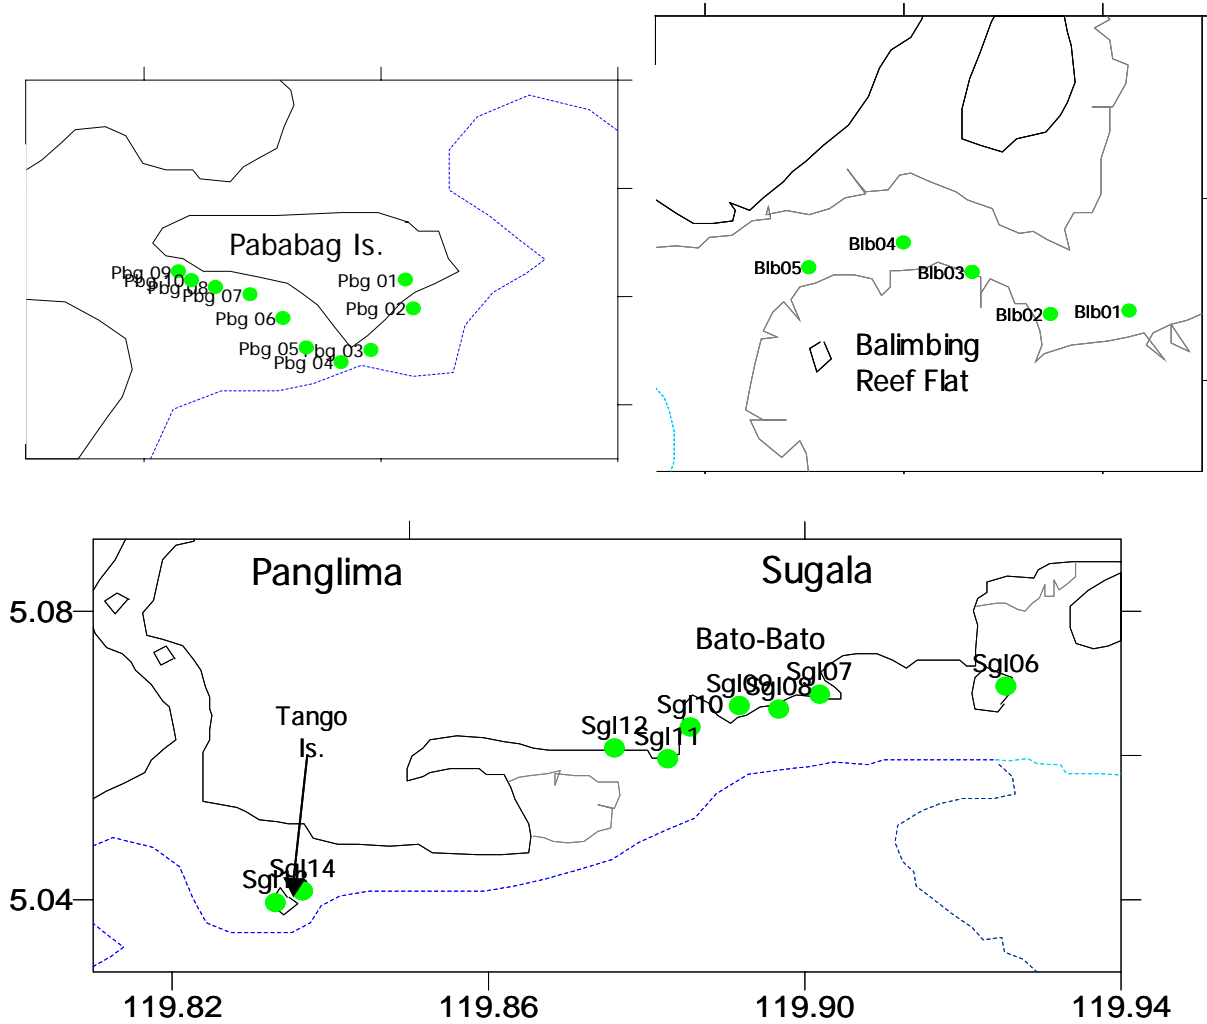 Pababag Is.
Pbg 09
Pbg 10
Pbg 08
Pbg 07
Pbg 06
Pbg 05
Pbg 04
Pbg 03
Pbg 02
Pbg 01
Blb04
Blb05
Blb03
Blb02
Blb01
Balimbing
Reef Flat
Panglima
Sugala
5.08
Bato-Bato
Sgl06
Sgl07
Sgl08
Sgl09
Sgl10
Sgl11
Sgl12
Tango
Is.
Sgl14
5.04
119.82
119.86
119.90
119.94